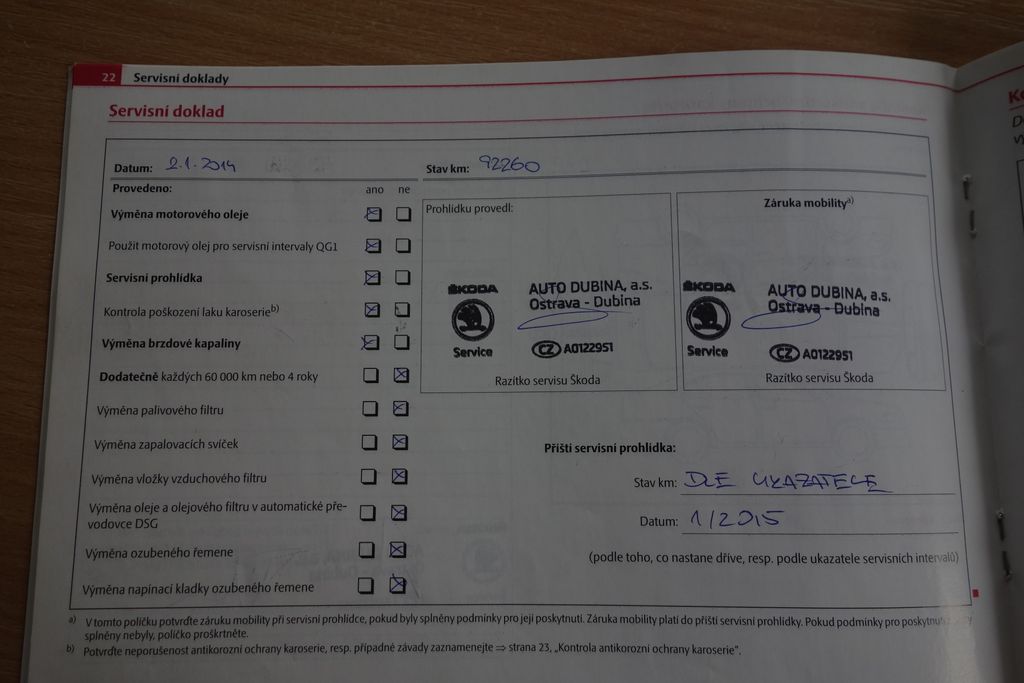 22 Servisní doklady
Servisní doklad
Datum: 2.1.2014 Stav km: 92260
Provedeno: ano ne
Výměna motorového oleje
Použit motorový olej pro servisní intervaly QG1
Servisní prohlídka
Kontrola poškození laku karoserie b)
Výměna brzdové kapaliny
Dodatečně každých 60 000 km nebo 4 roky
Výměna palivového filtru
Výměna zapalovacích svíček
Výměna vložky vzduchového filtru
Výměna oleje a olejového filtru v automatické pře-
vodovce DSG
Výměna ozubeného řemene
Výměna napínací kladky ozubeného řemene
Prohlídku provedl:
ŠKODA AUTO DUBINA, a.s.
Ostrava - Dubina
Service CZ A0122951
Razítko servisu Škoda
Záruka mobility a)
ŠKODA AUTO DUBINA, a.s.
Ostrava - Dubina
Service CZ A0122951
Razítko servisu Škoda
Příští servisní prohlídka:
Stav km: DLE UKAZATELE
Datum: 1/2015
(podle toho, co nastane dříve, resp. podle ukazatele servisních intervalů)
a) V tomto políčku potvrďte záruku mobility při servisní prohlídce, pokud byly splněny podmínky pro její poskytnutí. Záruka mobility platí do příští servisní prohlídky. Pokud podmínky pro
splněny nebyly, políčko proškrtněte.
b) Potvrďte neporušenost antikorozní ochrany karoserie, resp. případné závady zaznamenejte ⇒ strana 23, „Kontrola antikorozní ochrany karoserie".